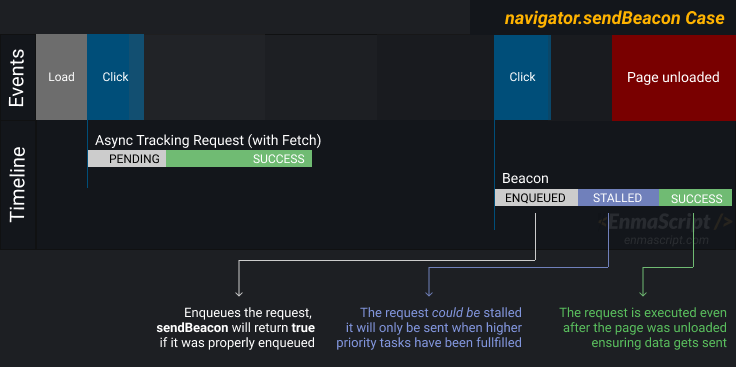 navigator.sendBeacon Case
Events
Load
Click
Click
Page unloaded
Timeline
Async Tracking Request (with Fetch)
PENDING
SUCCESS
Beacon
ENQUEUED
STALLED
SUCCESS
<EnmaScript />
enmascript.com
Enqueues the request,
sendBeacon will return true
if it was properly enqueued
The request could be stalled
it will only be sent when higher
priority tasks have been fullfilled
The request is executed even
after the page was unloaded
ensuring data gets sent